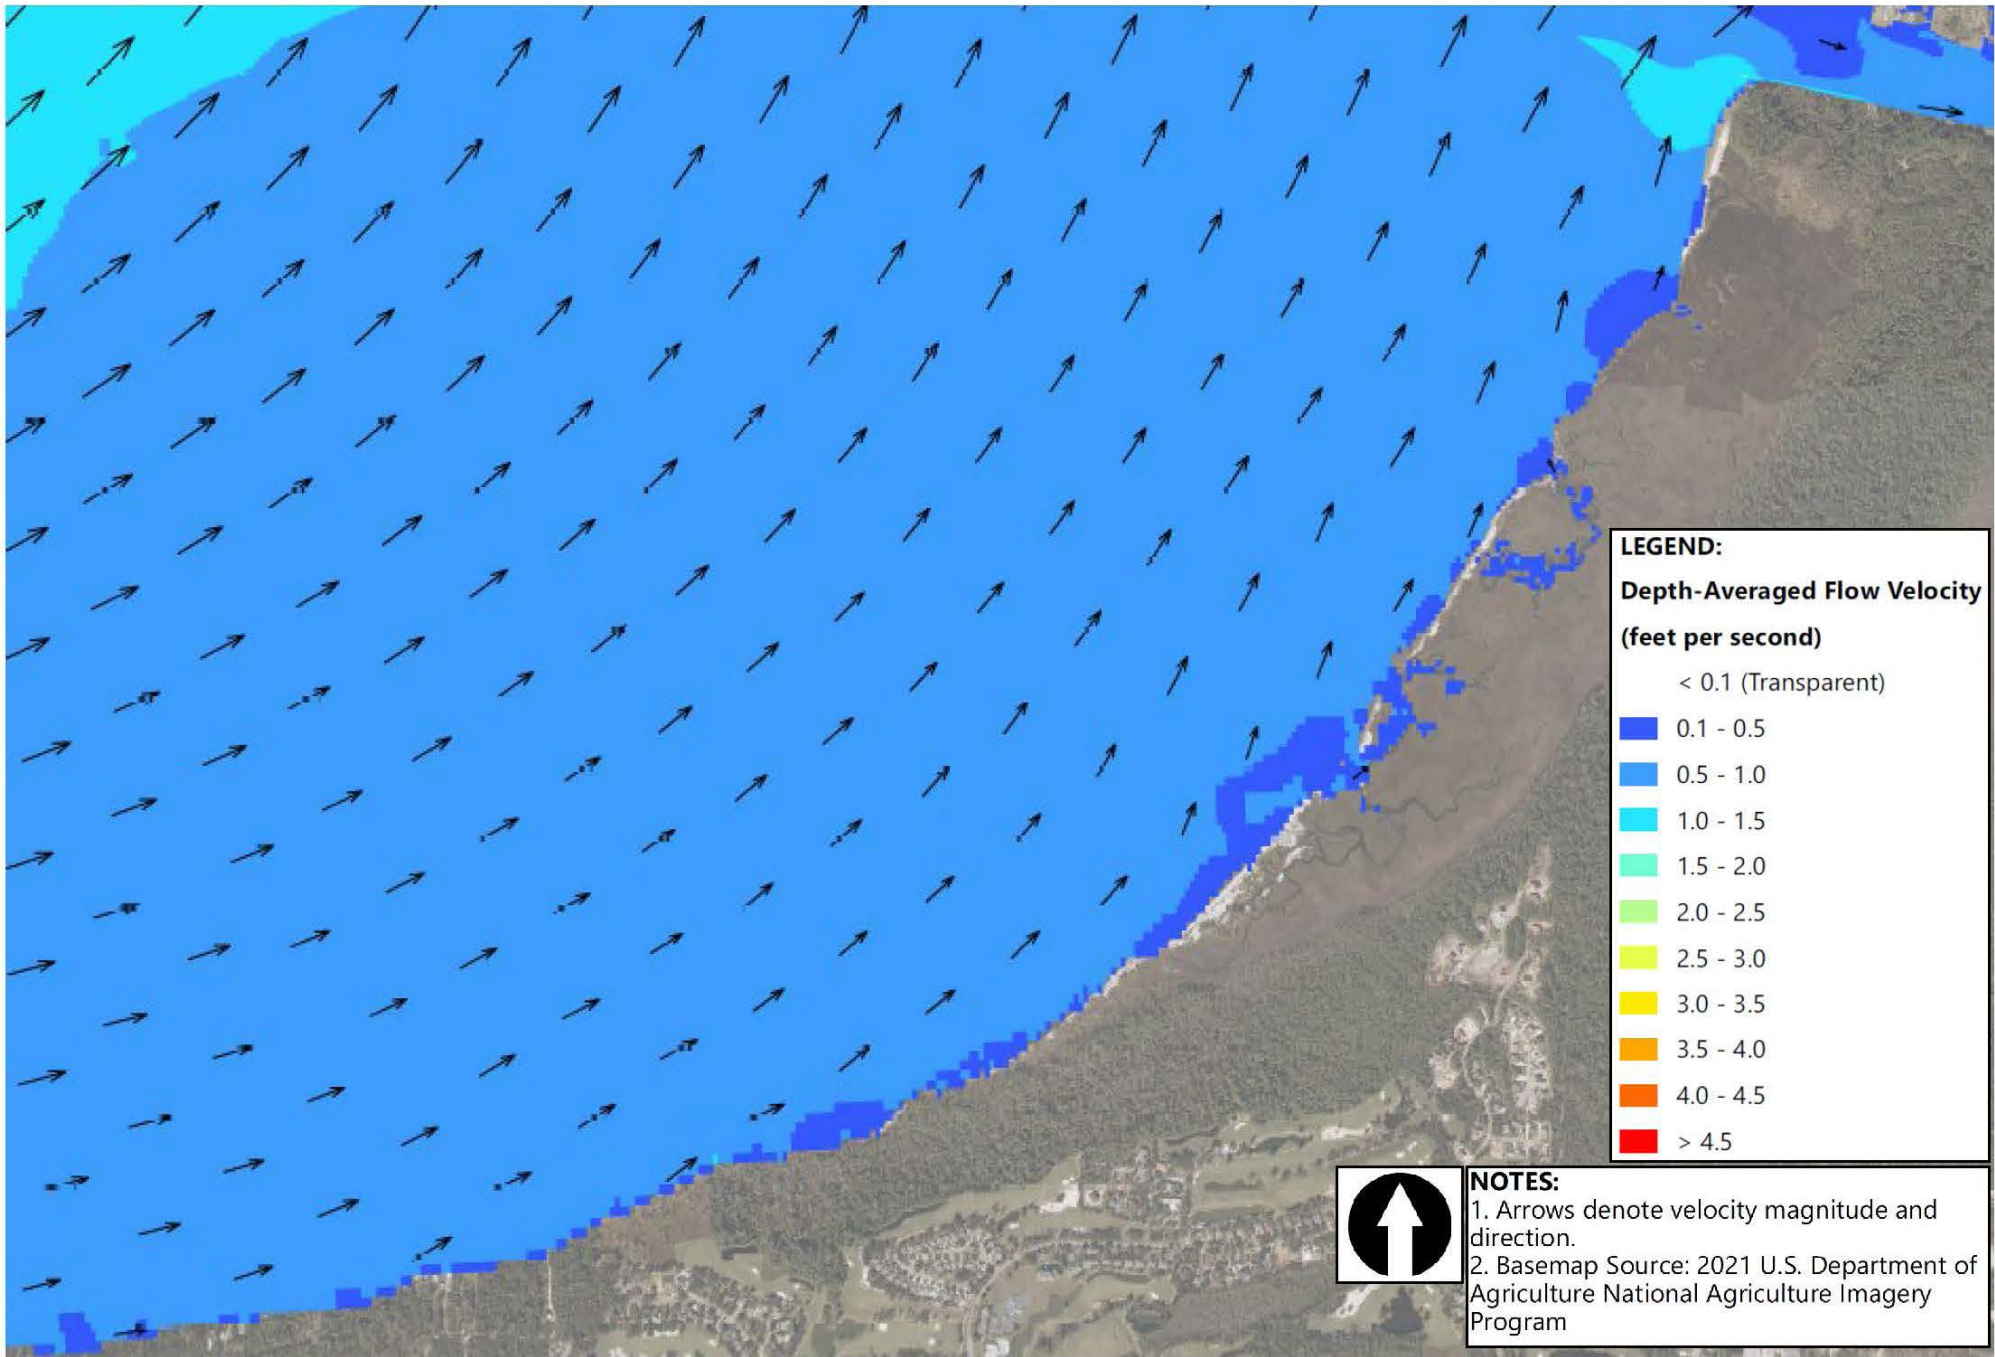 LEGEND:
Depth-Averaged Flow Velocity
(feet per second)
< 0.1 (Transparent)
0.1 - 0.5
0.5 - 1.0
1.0 - 1.5
1.5 - 2.0
2.0 - 2.5
2.5 - 3.0
3.0 - 3.5
3.5 - 4.0
4.0 - 4.5
> 4.5
NOTES:
1. Arrows denote velocity magnitude and
direction.
2. Basemap Source: 2021 U.S. Department of
Agriculture National Agriculture Imagery
Program